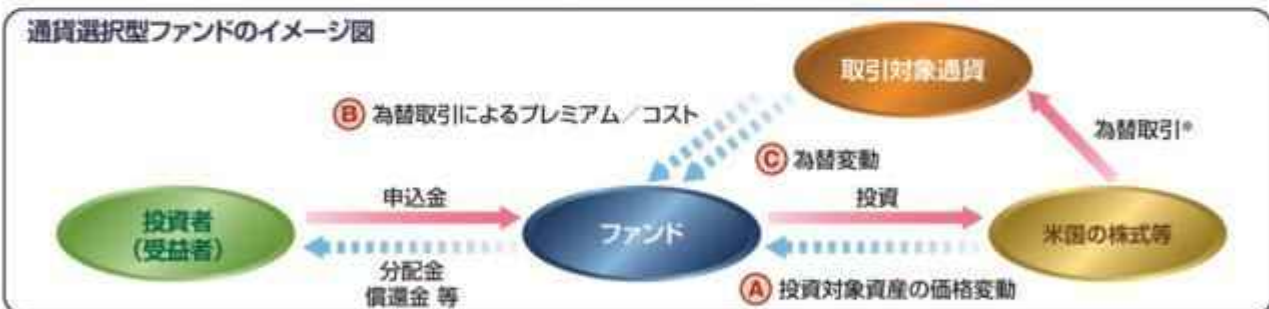 通貨選択型ファンドのイメージ図
取引対象通貨
Ⓑ 為替取引によるプレミアム／コスト
為替取引*
Ⓒ 為替変動
申込金
投資
投資者
(受益者)
ファンド
米国の株式等
分配金
償還金 等
Ⓐ 投資対象資産の価格変動